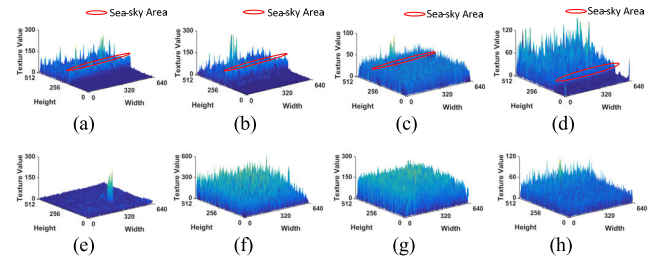 Sea-sky Area
Texture Value
300
150
0
512
256
0
Height
0
320
640
Width
(a)
Sea-sky Area
Texture Value
300
150
0
512
256
0
Height
0
320
640
Width
(b)
Sea-sky Area
Texture Value
100
50
0
512
256
0
Height
0
320
640
Width
(c)
Sea-sky Area
Texture Value
120
60
0
512
256
0
Height
0
320
640
Width
(d)
Texture Value
300
150
0
512
256
0
Height
0
320
640
Width
(e)
Texture Value
600
300
0
512
256
0
Height
0
320
640
Width
(f)
Texture Value
300
150
0
512
256
0
Height
0
320
640
Width
(g)
Texture Value
120
60
0
512
256
0
Height
0
320
640
Width
(h)